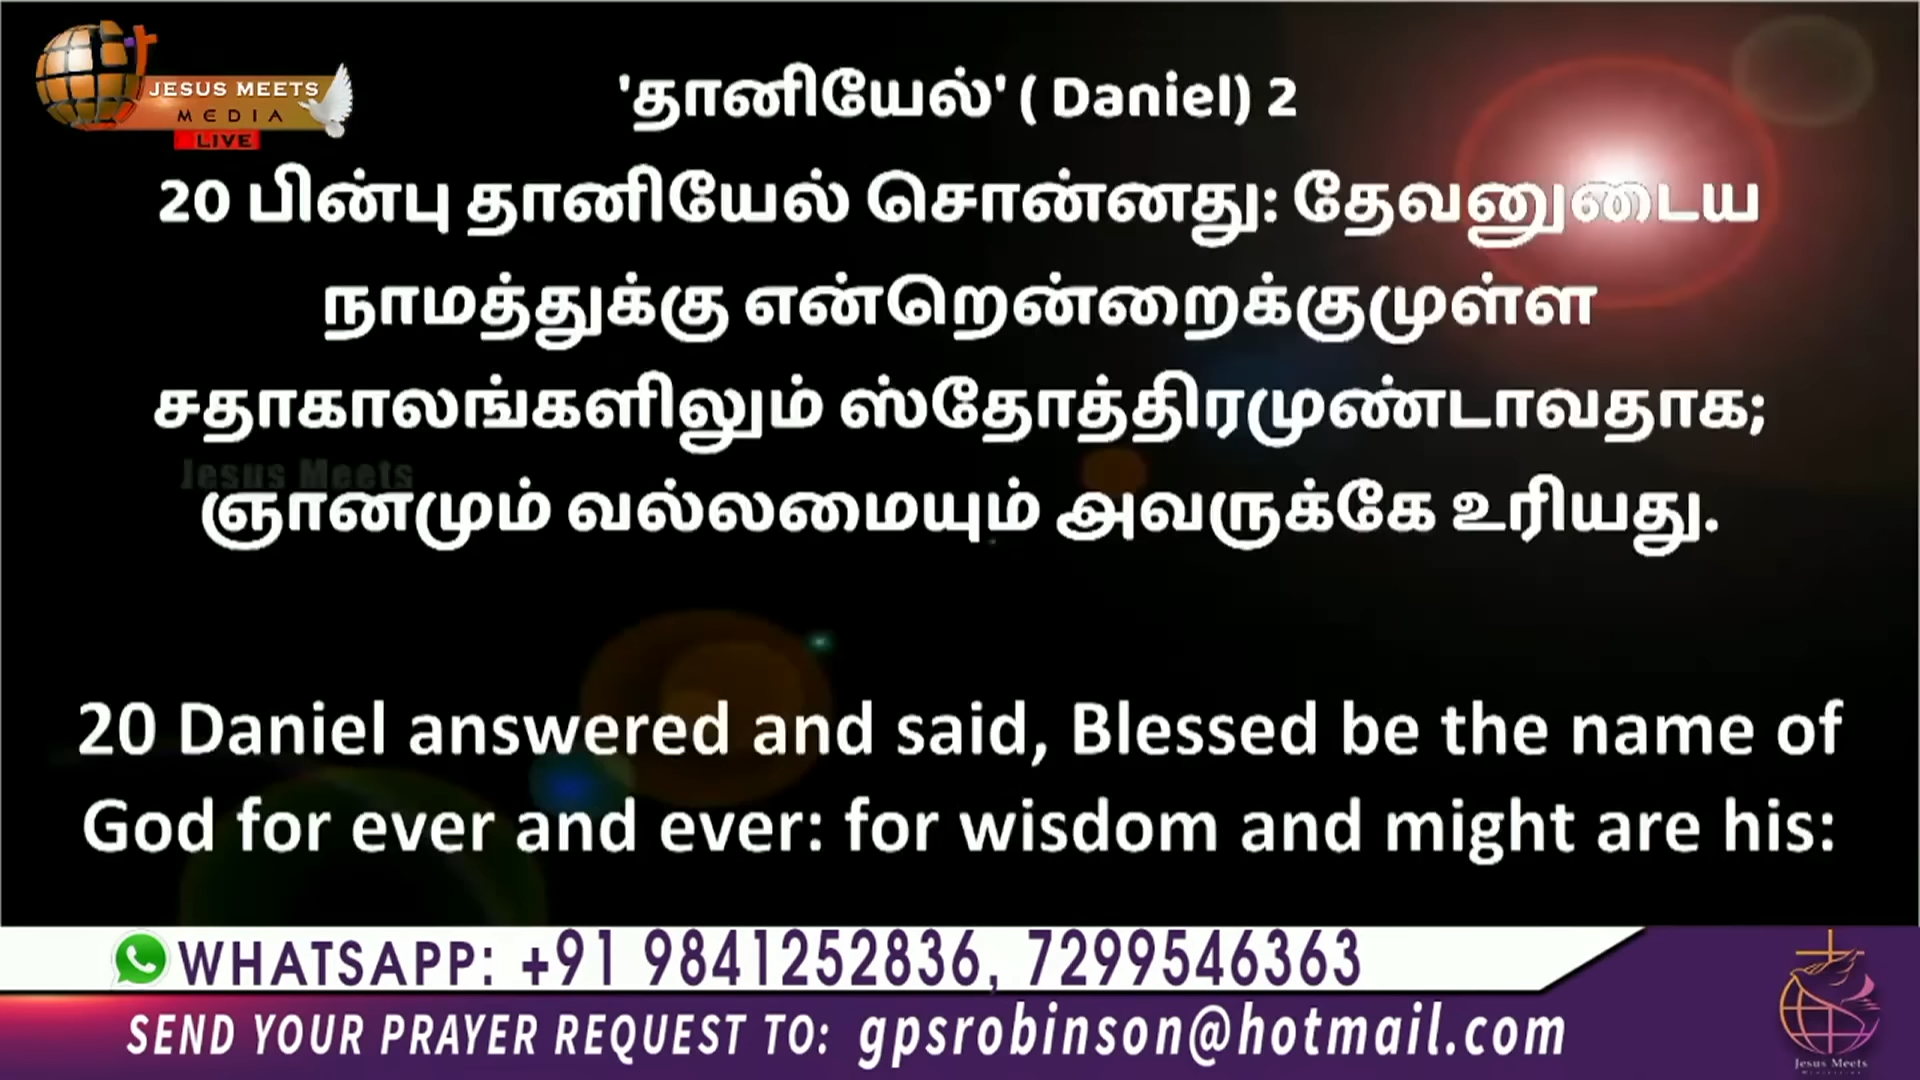 JESUS MEETS
MEDIA
LIVE
'தானியேல்' ( Daniel) 2
20 பின்பு தானியேல் சொன்னது: தேவனுடைய
நாமத்துக்கு என்றென்றைக்குமுள்ள
சதாகாலங்களிலும் ஸ்தோத்திரமுண்டாவதாக;
Jesus Meets
ஞானமும் வல்லமையும் அவருக்கே உரியது.
20 Daniel answered and said, Blessed be the name of
God for ever and ever: for wisdom and might are his:
WHATSAPP: +91 9841252836, 7299546363
SEND YOUR PRAYER REQUEST TO: gpsrobinson@hotmail.com
Jesus Meets